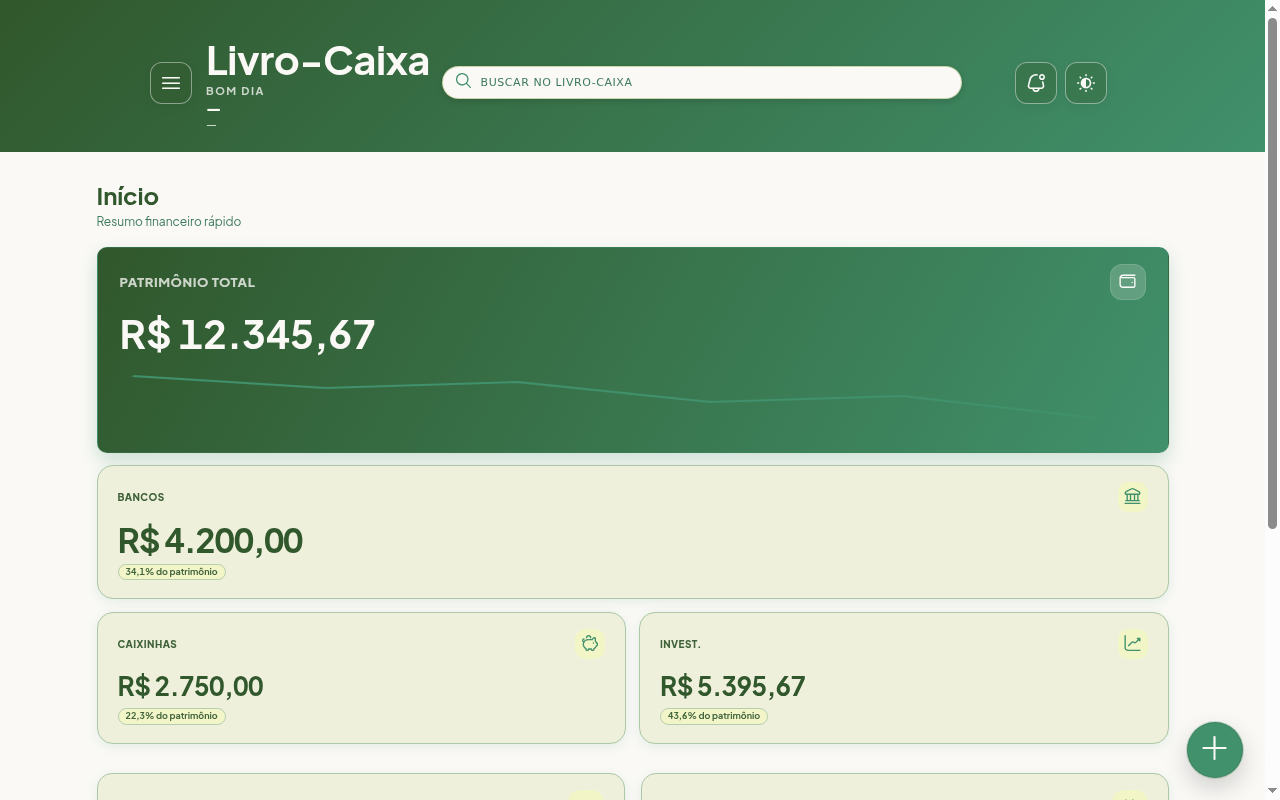 Livro-Caixa
BOM DIA
—
—
BUSCAR NO LIVRO-CAIXA
Início
Resumo financeiro rápido
PATRIMÔNIO TOTAL
R$ 12.345,67
BANCOS
R$ 4.200,00
34,1% do patrimônio
CAIXINHAS
R$ 2.750,00
22,3% do patrimônio
INVEST.
R$ 5.395,67
43,6% do patrimônio